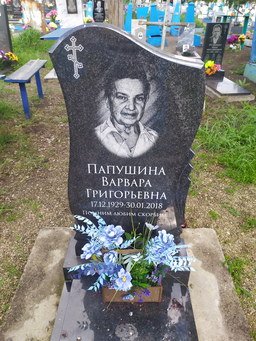 ПАПУШИНА
ВАРВАРА
ГРИГОРЬЕВНА
17.12.1929-30.01.2018
ПОМНИМ ЛЮБИМ СКОРБИМ